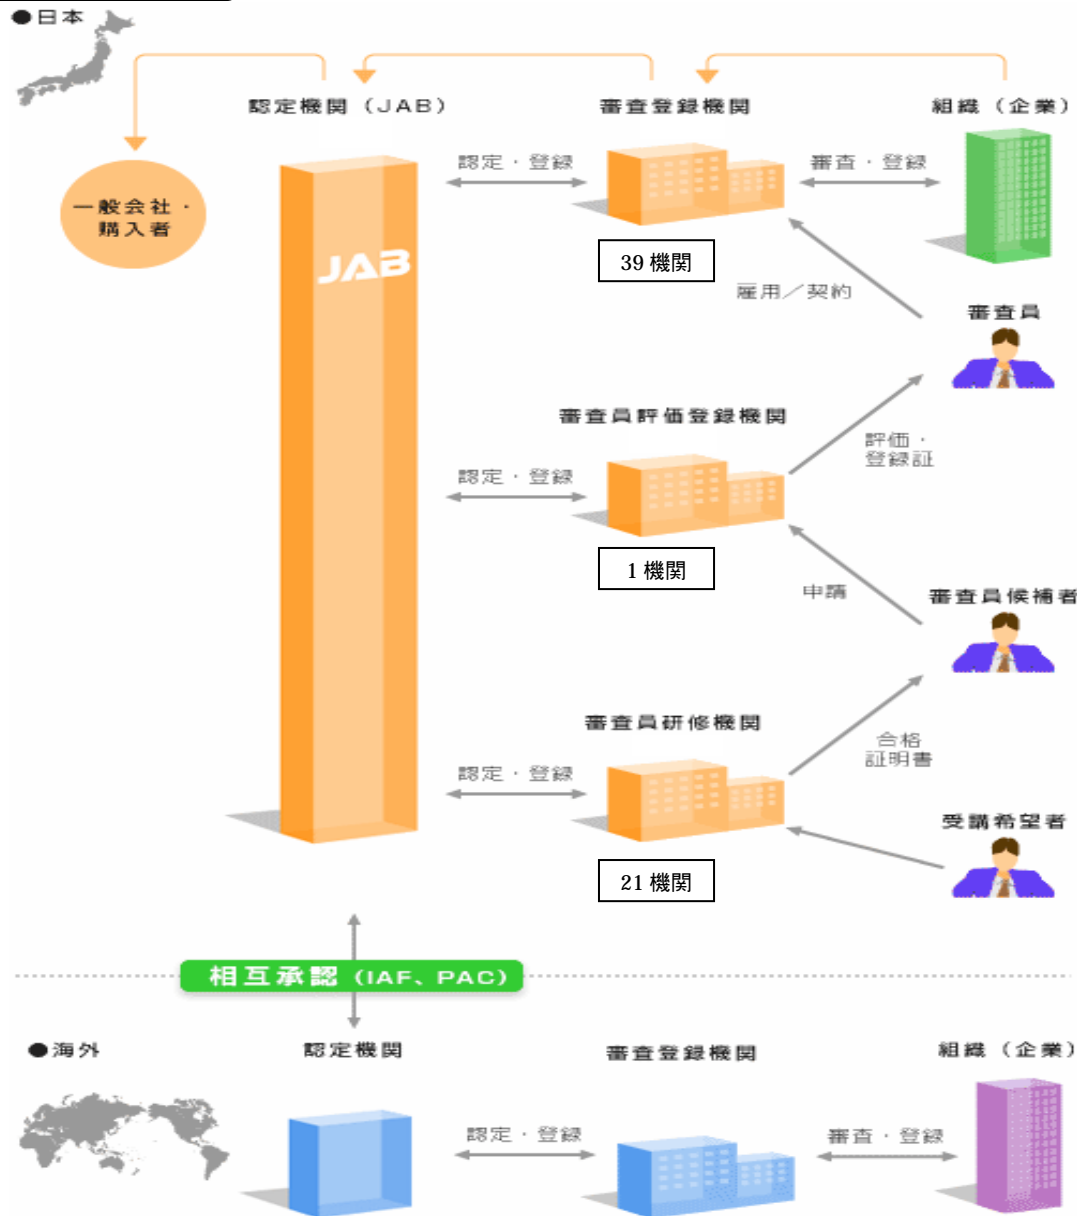 ●日本
認定機関（JAB）
審査登録機関
組織（企業）
認定・登録
審査・登録
一般会社・
購入者
JAB
39 機関
雇用／契約
審査員
審査員評価登録機関
評価・
登録証
認定・登録
1 機関
申請
審査員候補者
審査員研修機関
合格
証明書
認定・登録
受講希望者
21 機関
相互承認（IAF、PAC）
●海外
認定機関
審査登録機関
組織（企業）
認定・登録
審査・登録